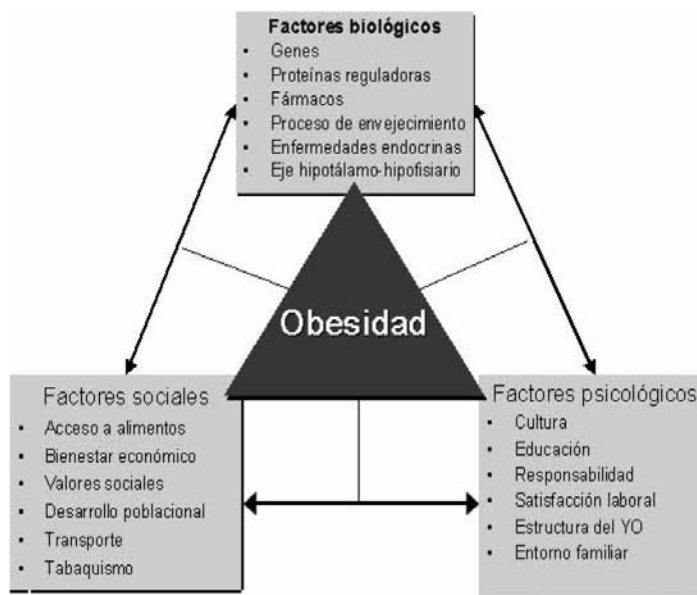 Factores biológicos
• Genes
• Proteínas reguladoras
• Fármacos
• Proceso de envejecimiento
• Enfermedades endocrinas
• Eje hipotálamo-hipofisiario
Obesidad
Factores sociales
• Acceso a alimentos
• Bienestar económico
• Valores sociales
• Desarrollo poblacional
• Transporte
• Tabaquismo
Factores psicológicos
• Cultura
• Educación
• Responsabilidad
• Satisfacción laboral
• Estructura del YO
• Entorno familiar